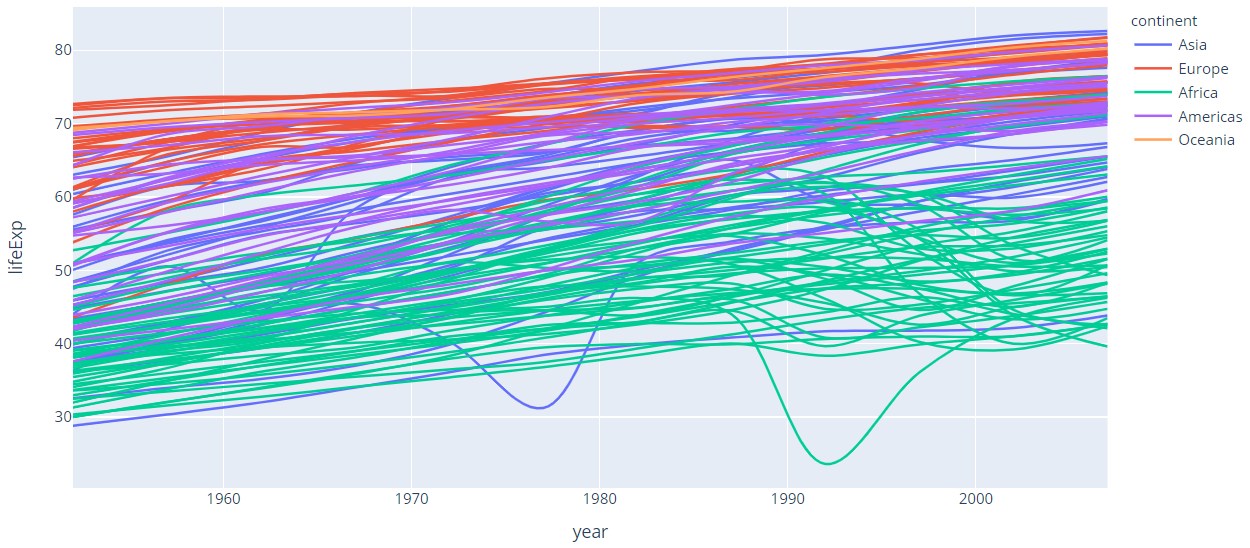 continent
Asia
Europe
Africa
Americas
Oceania
lifeExp
80
70
60
50
40
30
1960
1970
1980
1990
2000
year